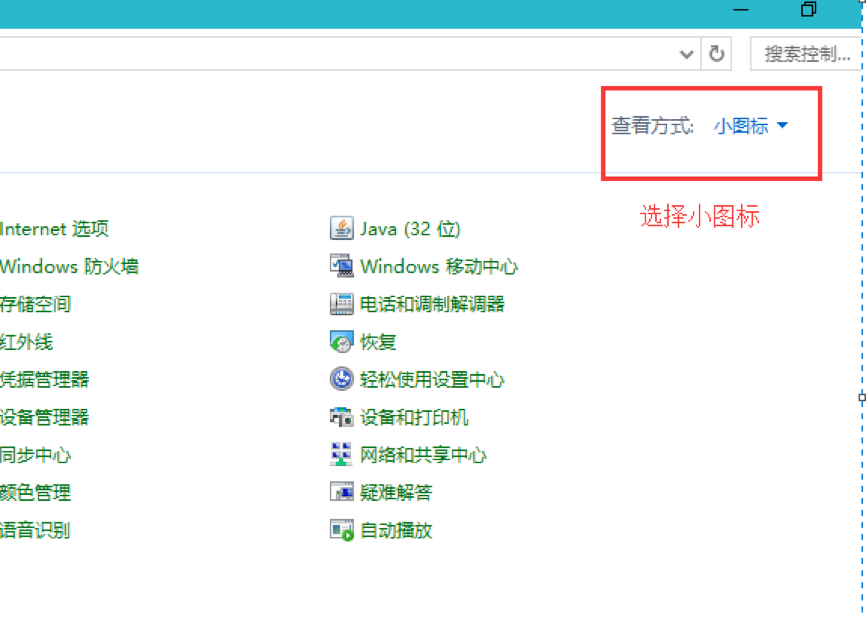 搜索控制...
查看方式: 小图标
选择小图标
Internet 选项
Java (32 位)
Windows 防火墙
Windows 移动中心
存储空间
电话和调制解调器
红外线
恢复
凭据管理器
轻松使用设置中心
设备管理器
设备和打印机
同步中心
网络和共享中心
颜色管理
疑难解答
语音识别
自动播放